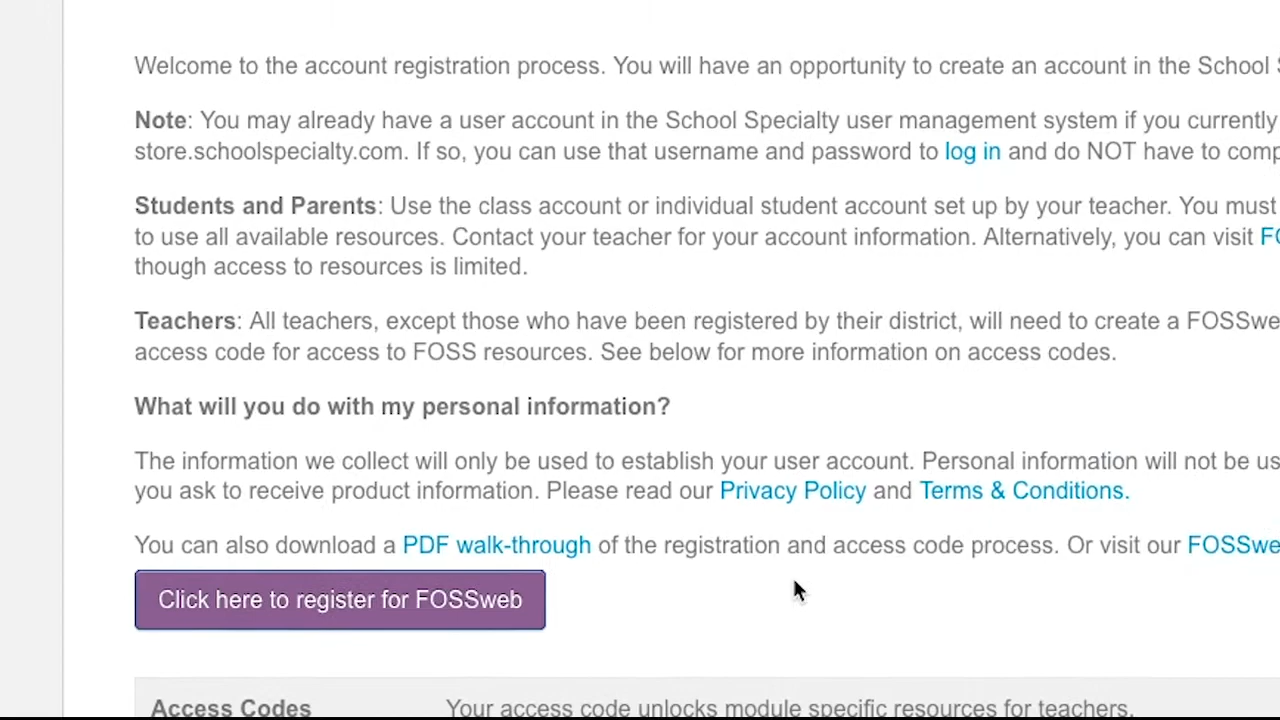 Welcome to the account registration process. You will have an opportunity to create an account in the School
Note: You may already have a user account in the School Specialty user management system if you currently
store.schoolspecialty.com. If so, you can use that username and password to log in and do NOT have to comp
Students and Parents: Use the class account or individual student account set up by your teacher. You must
to use all available resources. Contact your teacher for your account information. Alternatively, you can visit FO
though access to resources is limited.
Teachers: All teachers, except those who have been registered by their district, will need to create a FOSSwe
access code for access to FOSS resources. See below for more information on access codes.
What will you do with my personal information?
The information we collect will only be used to establish your user account. Personal information will not be us
you ask to receive product information. Please read our Privacy Policy and Terms & Conditions.
You can also download a PDF walk-through of the registration and access code process. Or visit our FOSSwe
Click here to register for FOSSweb
Access Codes Your access code unlocks module specific resources for teachers.